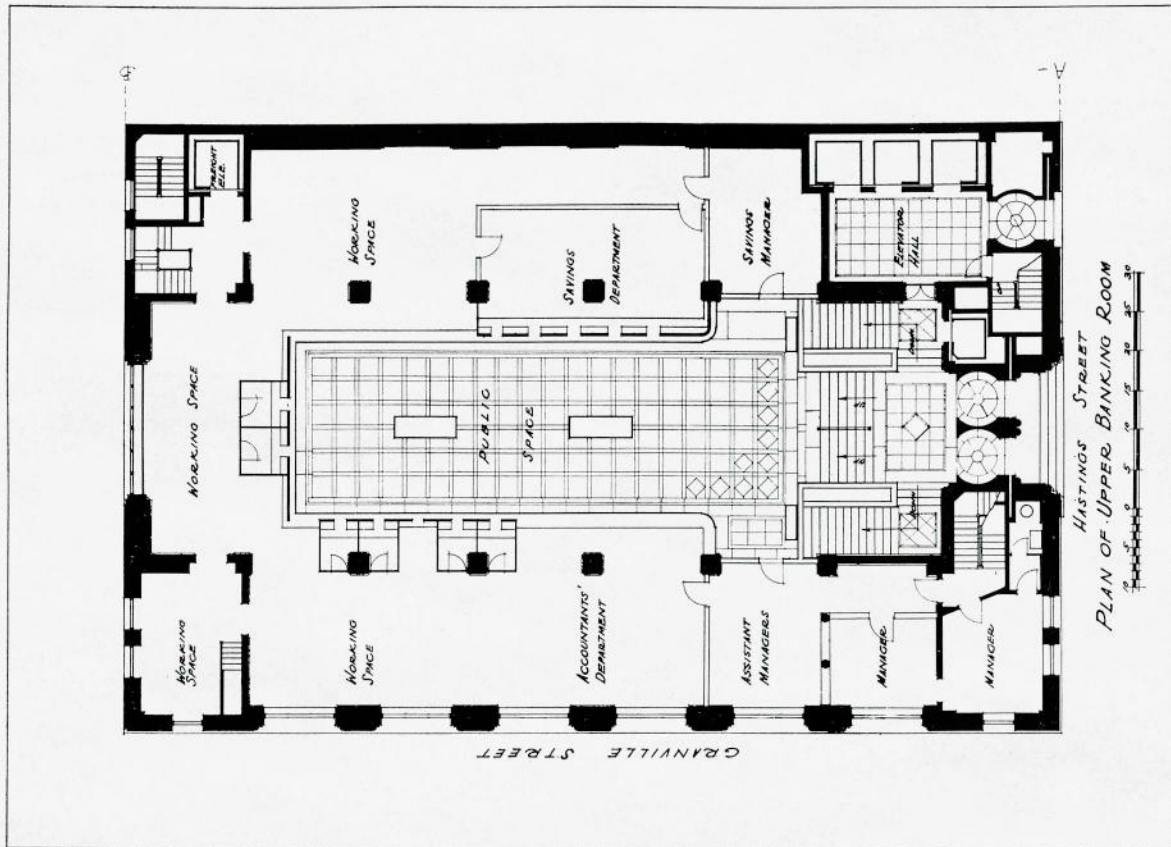 FREIGHT
ELE.
WORKING
SPACE
SAVINGS
DEPARTMENT
SAVINGS
MANAGER
ELEVATOR
HALL
UP
DOWN
WORKING SPACE
PUBLIC
SPACE
UP
UP
DOWN
WORKING
SPACE
WORKING
SPACE
ACCOUNTANTS'
DEPARTMENT
ASSISTANT
MANAGERS
MANAGER
MANAGER
GRANVILLE STREET
HASTINGS STREET
PLAN OF UPPER BANKING ROOM
10 5 0 5 10 15 20 25 30
A